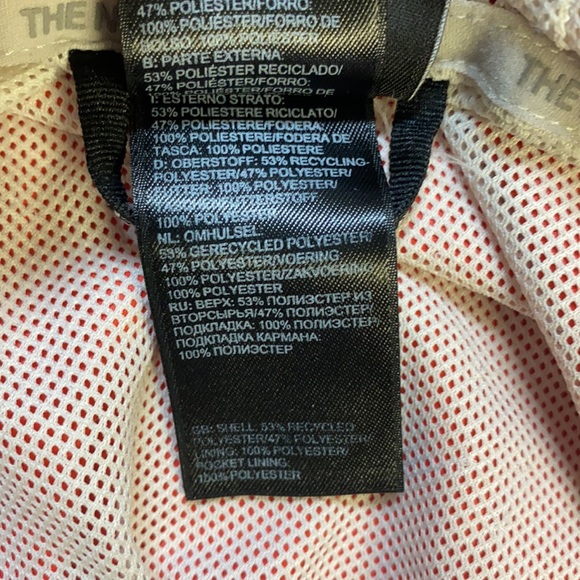 THE N
THE
47% POLIÉSTER/FORRO:
100% POLIÉSTER/FORRO DE
BOLSO: 100% POLIÉSTER
B: PARTE EXTERNA:
53% POLIÉSTER RECICLADO/
47% POLIÉSTER/FORRO:
I: ESTERNO STRATO:
53% POLIESTERE RICICLATO/
47% POLIESTERE/FODERA:
100% POLIESTERE/FODERA DE
TASCA: 100% POLIESTERE
D: OBERSTOFF: 53% RECYCLING-
POLYESTER/47% POLYESTER/
FUTTER: 100% POLYESTER/
100% POLYESTER
NL: OMHULSEL
53% GERECYCLED POLYESTER/
47% POLYESTER/VOERING
100% POLYESTER/ZAKVOERING
100% POLYESTER
RU: ВЕРХ: 53% ПОЛИЭСТЕР ИЗ
ВТОРСЫРЬЯ/47% ПОЛИЭСТЕР/
ПОДКЛАДКА: 100% ПОЛИЭСТЕР/
ПОДКЛАДКА КАРМАНА:
100% ПОЛИЭСТЕР
GB: SHELL: 53% RECYCLED
POLYESTER/47% POLYESTER/
LINING: 100% POLYESTER/
POCKET LINING:
100% POLYESTER